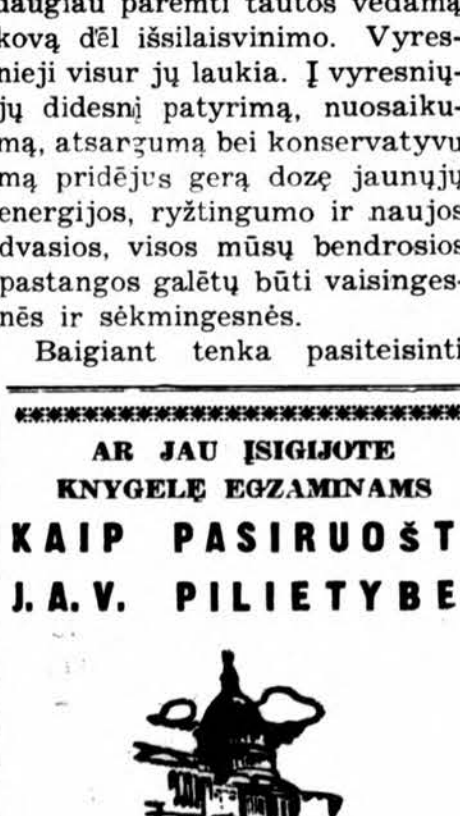 daugiau paremti tautos vedamą
kovą dėl išsilaisvinimo. Vyres-
nieji visur jų laukia. Į vyresnių-
jų didesnį patyrimą, nuosaiku-
mą, atsargumą bei konservatyvu
mą pridėjus gerą dozę jaunųjų
energijos, ryžtingumo ir naujos
dvasios, visos mūsų bendrosios
pastangos galėtų būti vaisinges-
nės ir sėkmingesnės.
Baigiant tenka pasiteisinti
AR JAU ĮSIGIJOTE
KNYGELĘ EGZAMINAMS
KAIP PASIRUOŠT
J. A. V. PILIETYBE